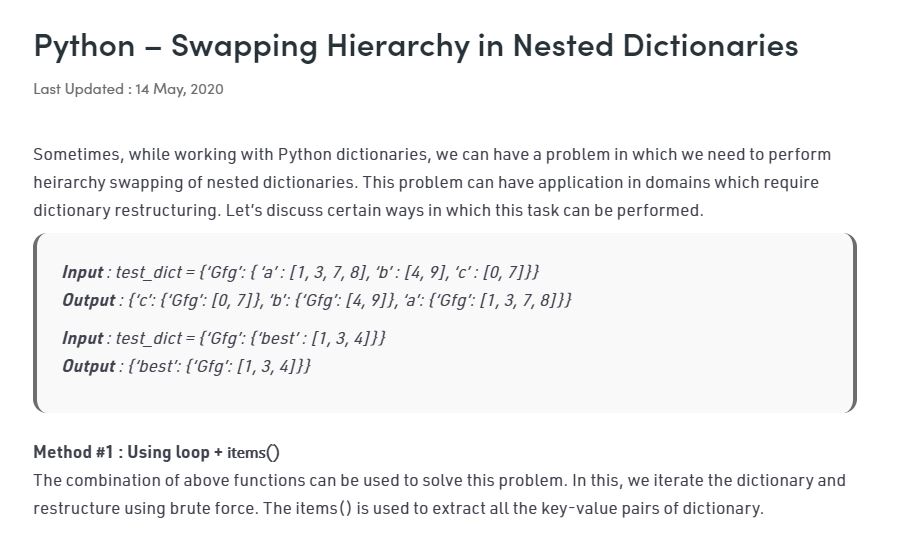 Python – Swapping Hierarchy in Nested Dictionaries
Last Updated : 14 May, 2020
Sometimes, while working with Python dictionaries, we can have a problem in which we need to perform
heirarchy swapping of nested dictionaries. This problem can have application in domains which require
dictionary restructuring. Let’s discuss certain ways in which this task can be performed.
Input : test_dict = {‘Gfg’: { ‘a’ : [1, 3, 7, 8], ‘b’ : [4, 9], ‘c’ : [0, 7]}}
Output : {‘c’: {‘Gfg’: [0, 7]}, ‘b’: {‘Gfg’: [4, 9]}, ‘a’: {‘Gfg’: [1, 3, 7, 8]}}
Input : test_dict = {‘Gfg’: {‘best’ : [1, 3, 4]}}
Output : {‘best’: {‘Gfg’: [1, 3, 4]}}
Method #1 : Using loop + items()
The combination of above functions can be used to solve this problem. In this, we iterate the dictionary and
restructure using brute force. The items() is used to extract all the key-value pairs of dictionary.